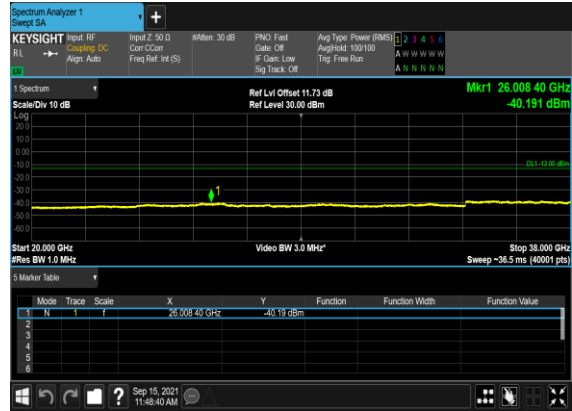 Spectrum Analyzer 1
Swept SA
+
KEYSIGHT Input: RF Input Z: 50 Ω #Atten: 30 dB PNO: Fast Avg Type: Power (RMS) 1 2 3 4 5 6
RL Coupling: DC Corr CCorr Gate: Off Avg|Hold: 100/100 A W W W W W
Align: Auto Freq Ref: Int (S) IF Gain: Low Trig: Free Run
Sig Track: Off A N N N N N
1 Spectrum Ref Lvl Offset 11.73 dB Mkr1 26.008 40 GHz
Scale/Div 10 dB Ref Level 30.00 dBm -40.191 dBm
Log
20.0
10.0
0.00
-10.0 DL1 -13.00 dBm
-20.0
-30.0 1
-40.0
-50.0
-60.0
Start 20.000 GHz Video BW 3.0 MHz* Stop 38.000 GHz
#Res BW 1.0 MHz Sweep ~36.5 ms (40001 pts)
5 Marker Table
Mode Trace Scale X Y Function Function Width Function Value
1 N 1 f 26.008 40 GHz -40.19 dBm
2
3
4
5
6
? Sep 15, 2021
11:48:40 AM